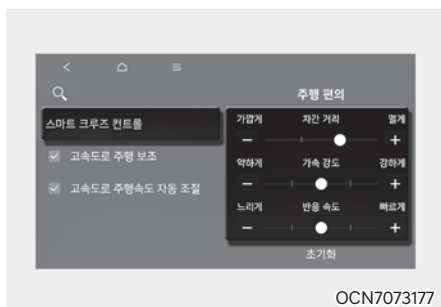 주행 편의
스마트 크루즈 컨트롤
고속도로 주행 보조
고속도로 주행속도 자동 조절
가깝게 차간 거리 멀게
− +
약하게 가속 강도 강하게
− +
느리게 반응 속도 빠르게
− +
초기화
OCN7073177